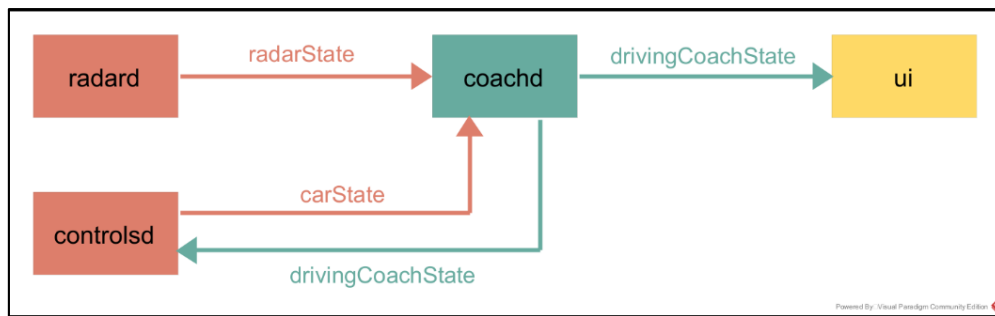 radard
radarState
coachd
drivingCoachState
ui
controlsd
carState
drivingCoachState
Powered By: Visual Paradigm Community Edition